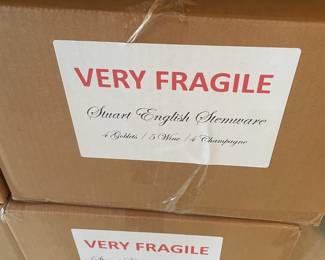 VERY FRAGILE
Stuart English Stemware
4 Goblets / 5 Wine / 4 Champagne
VERY FRAGILE